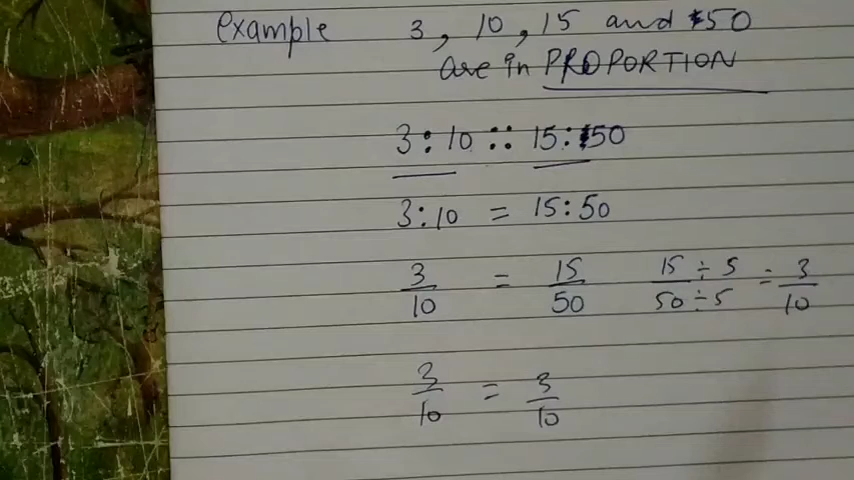 Example 3, 10, 15 and 50
are in PROPORTION
3:10 :: 15:50
3:10 = 15:50
3/10 = 15/50 15÷5/50÷5 = 3/10
3/10 = 3/10